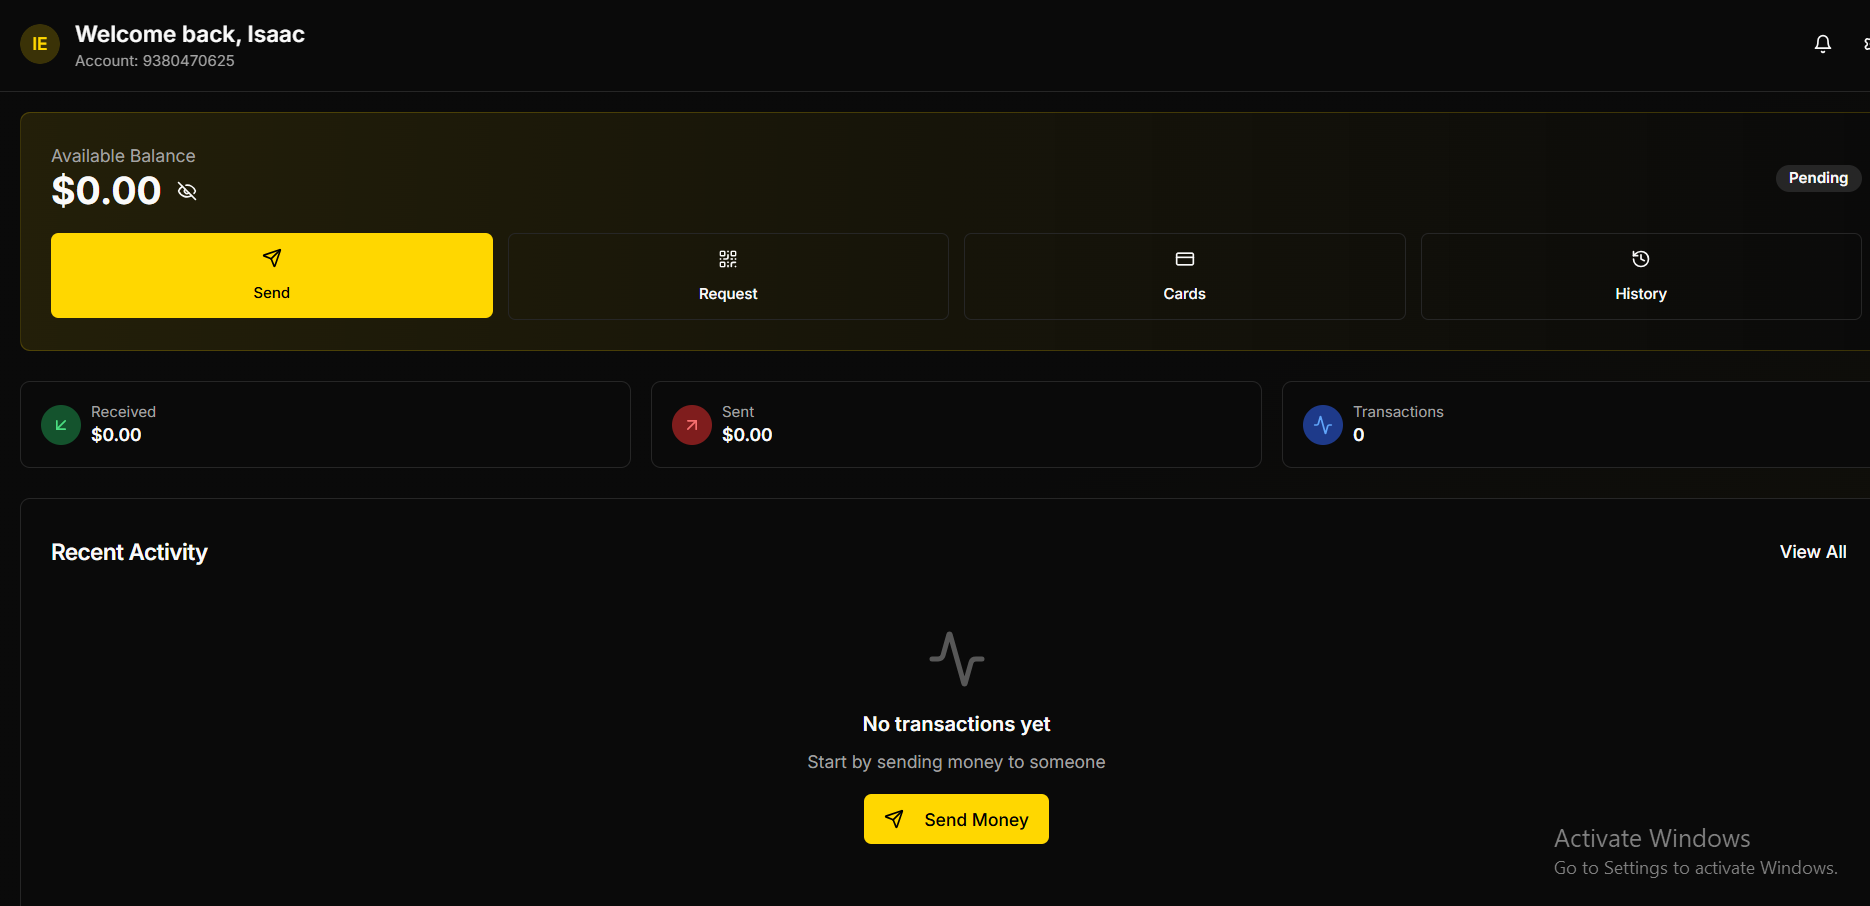 IE
Welcome back, Isaac
Account: 9380470625
Available Balance
$0.00
Pending
Send
Request
Cards
History
Received
$0.00
Sent
$0.00
Transactions
0
Recent Activity
View All
No transactions yet
Start by sending money to someone
Send Money
Activate Windows
Go to Settings to activate Windows.